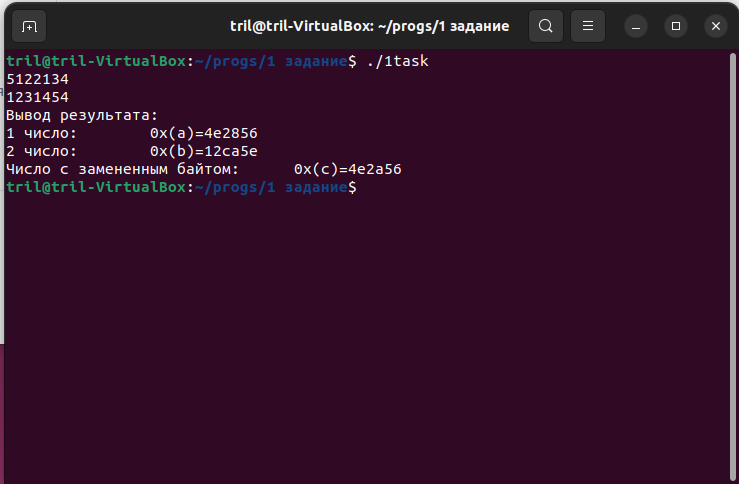 tril@tril-VirtualBox: ~/progs/1 задание
tril@tril-VirtualBox:~/progs/1 задание$ ./1task
5122134
1231454
Вывод результата:
1 число:        0x(a)=4e2856
2 число:        0x(b)=12ca5e
Число с замененным байтом:      0x(c)=4e2a56
tril@tril-VirtualBox:~/progs/1 задание$